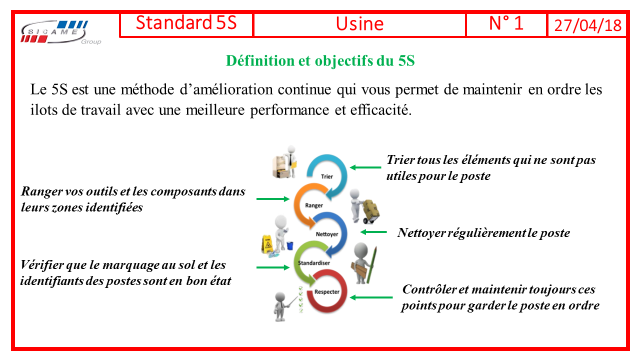 SIGAME
Group
Standard 5S
Usine
N° 1
27/04/18
Définition et objectifs du 5S
Le 5S est une méthode d’amélioration continue qui vous permet de maintenir en ordre les
ilots de travail avec une meilleure performance et efficacité.
Trier
Trier tous les éléments qui ne sont pas
utiles pour le poste
Ranger vos outils et les composants dans
leurs zones identifiées
Ranger
Nettoyer
Nettoyer régulièrement le poste
Vérifier que le marquage au sol et les
identifiants des postes sont en bon état
Standardiser
Respecter
Contrôler et maintenir toujours ces
points pour garder le poste en ordre